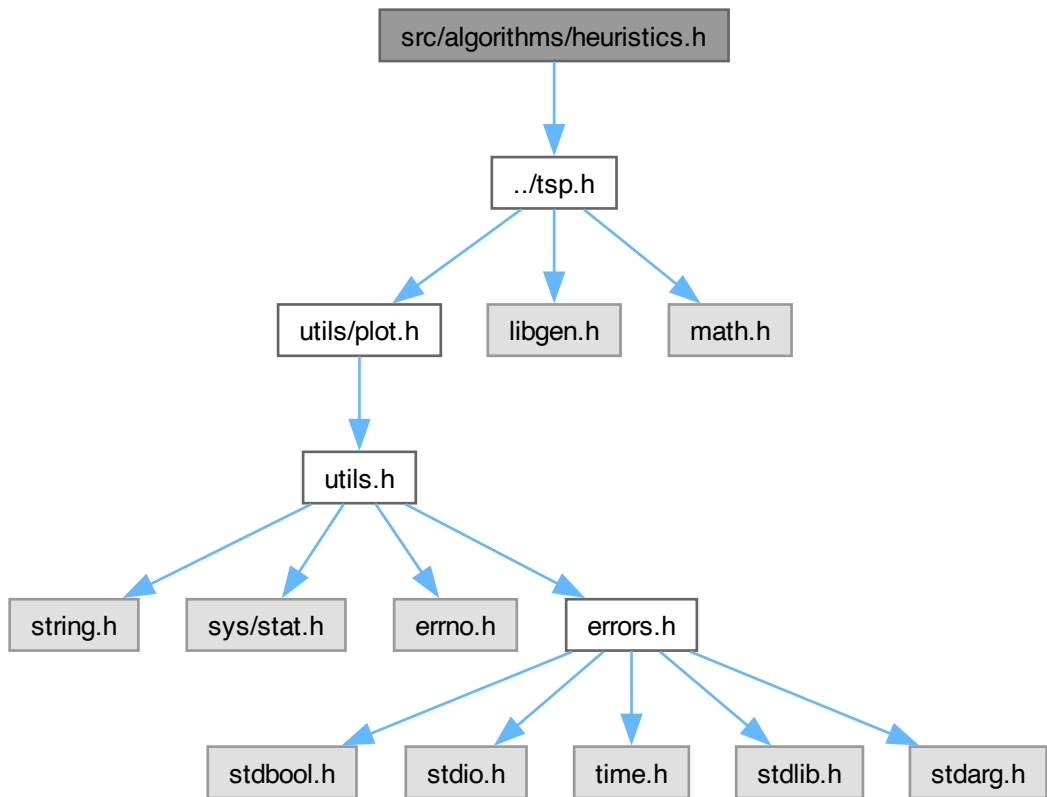 src/algorithms/heuristics.h
../tsp.h
utils/plot.h
libgen.h
math.h
utils.h
string.h
sys/stat.h
errno.h
errors.h
stdbool.h
stdio.h
time.h
stdlib.h
stdarg.h